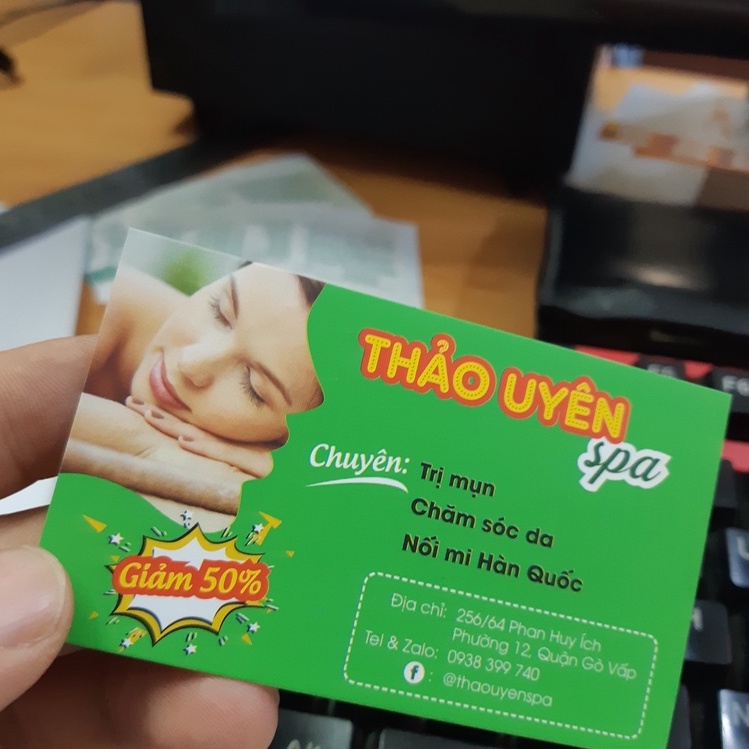 THẢO UYÊN
spa
Chuyên: Trị mụn
Chăm sóc da
Nối mi Hàn Quốc
Giảm 50%
Địa chỉ: 256/64 Phan Huy Ích
Phường 12, Quận Gò Vấp
Tel & Zalo: 0938 399 740
f : @thaouyenspa